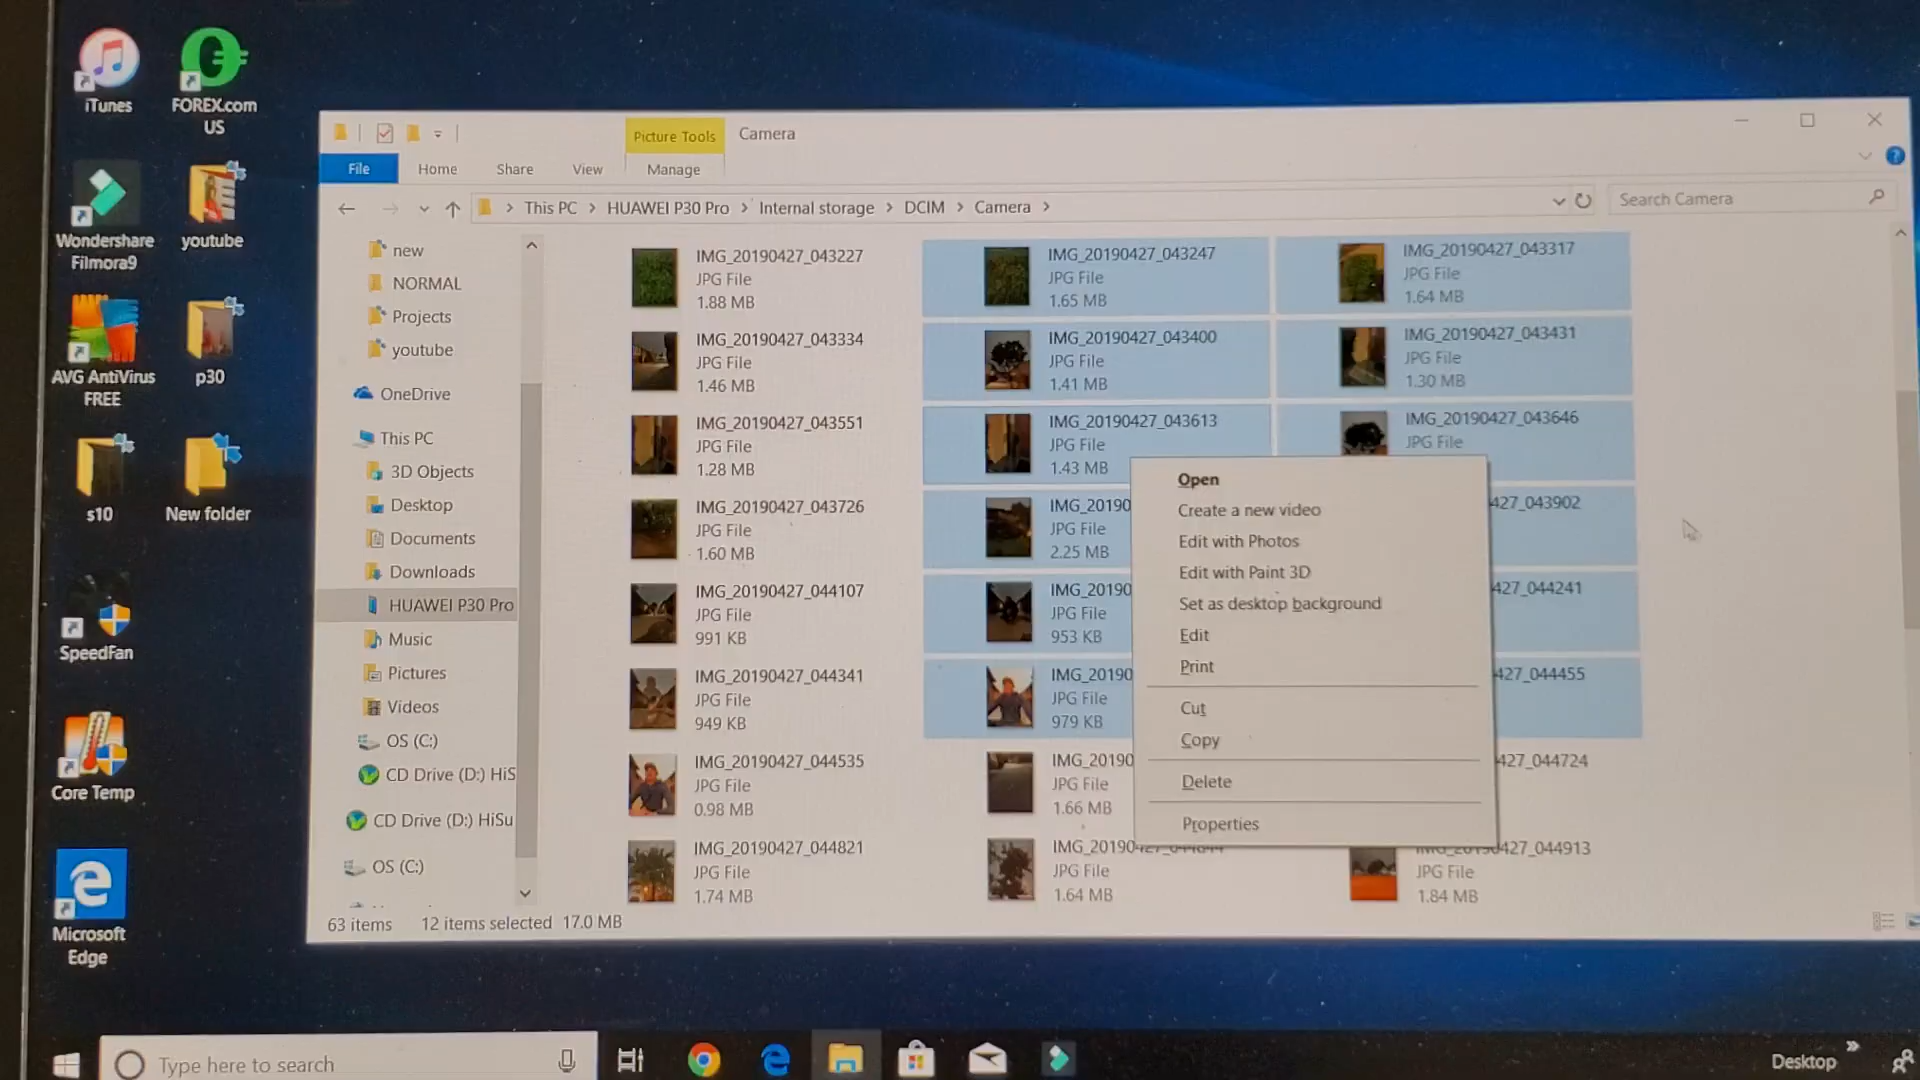 iTunes
FOREX.com
US
Wondershare
Filmora9
youtube
AVG AntiVirus
FREE
p30
s10
New folder
SpeedFan
Core Temp
Microsoft
Edge
Picture Tools
Camera
File
Home
Share
View
Manage
This PC
HUAWEI P30 Pro
Internal storage
DCIM
Camera
Search Camera
new
NORMAL
Projects
youtube
OneDrive
This PC
3D Objects
Desktop
Documents
Downloads
HUAWEI P30 Pro
Music
Pictures
Videos
OS (C:)
CD Drive (D:) HiS
CD Drive (D:) HiSu
OS (C:)
IMG_20190427_043227
JPG File
1.88 MB
IMG_20190427_043247
JPG File
1.65 MB
IMG_20190427_043317
JPG File
1.64 MB
IMG_20190427_043334
JPG File
1.46 MB
IMG_20190427_043400
JPG File
1.41 MB
IMG_20190427_043431
JPG File
1.30 MB
IMG_20190427_043551
JPG File
1.28 MB
IMG_20190427_043613
JPG File
1.43 MB
IMG_20190427_043646
JPG File
IMG_20190427_043726
JPG File
1.60 MB
IMG_2019
JPG File
2.25 MB
427_043902
IMG_20190427_044107
JPG File
991 KB
IMG_2019
JPG File
953 KB
427_044241
IMG_20190427_044341
JPG File
949 KB
IMG_2019
JPG File
979 KB
427_044455
IMG_20190427_044535
JPG File
0.98 MB
IMG_2019
JPG File
1.66 MB
427_044724
IMG_20190427_044821
JPG File
1.74 MB
JPG File
1.64 MB
IMG_20190427_044913
JPG File
1.84 MB
Open
Create a new video
Edit with Photos
Edit with Paint 3D
Set as desktop background
Edit
Print
Cut
Copy
Delete
Properties
63 items
12 items selected 17.0 MB
Type here to search
Desktop